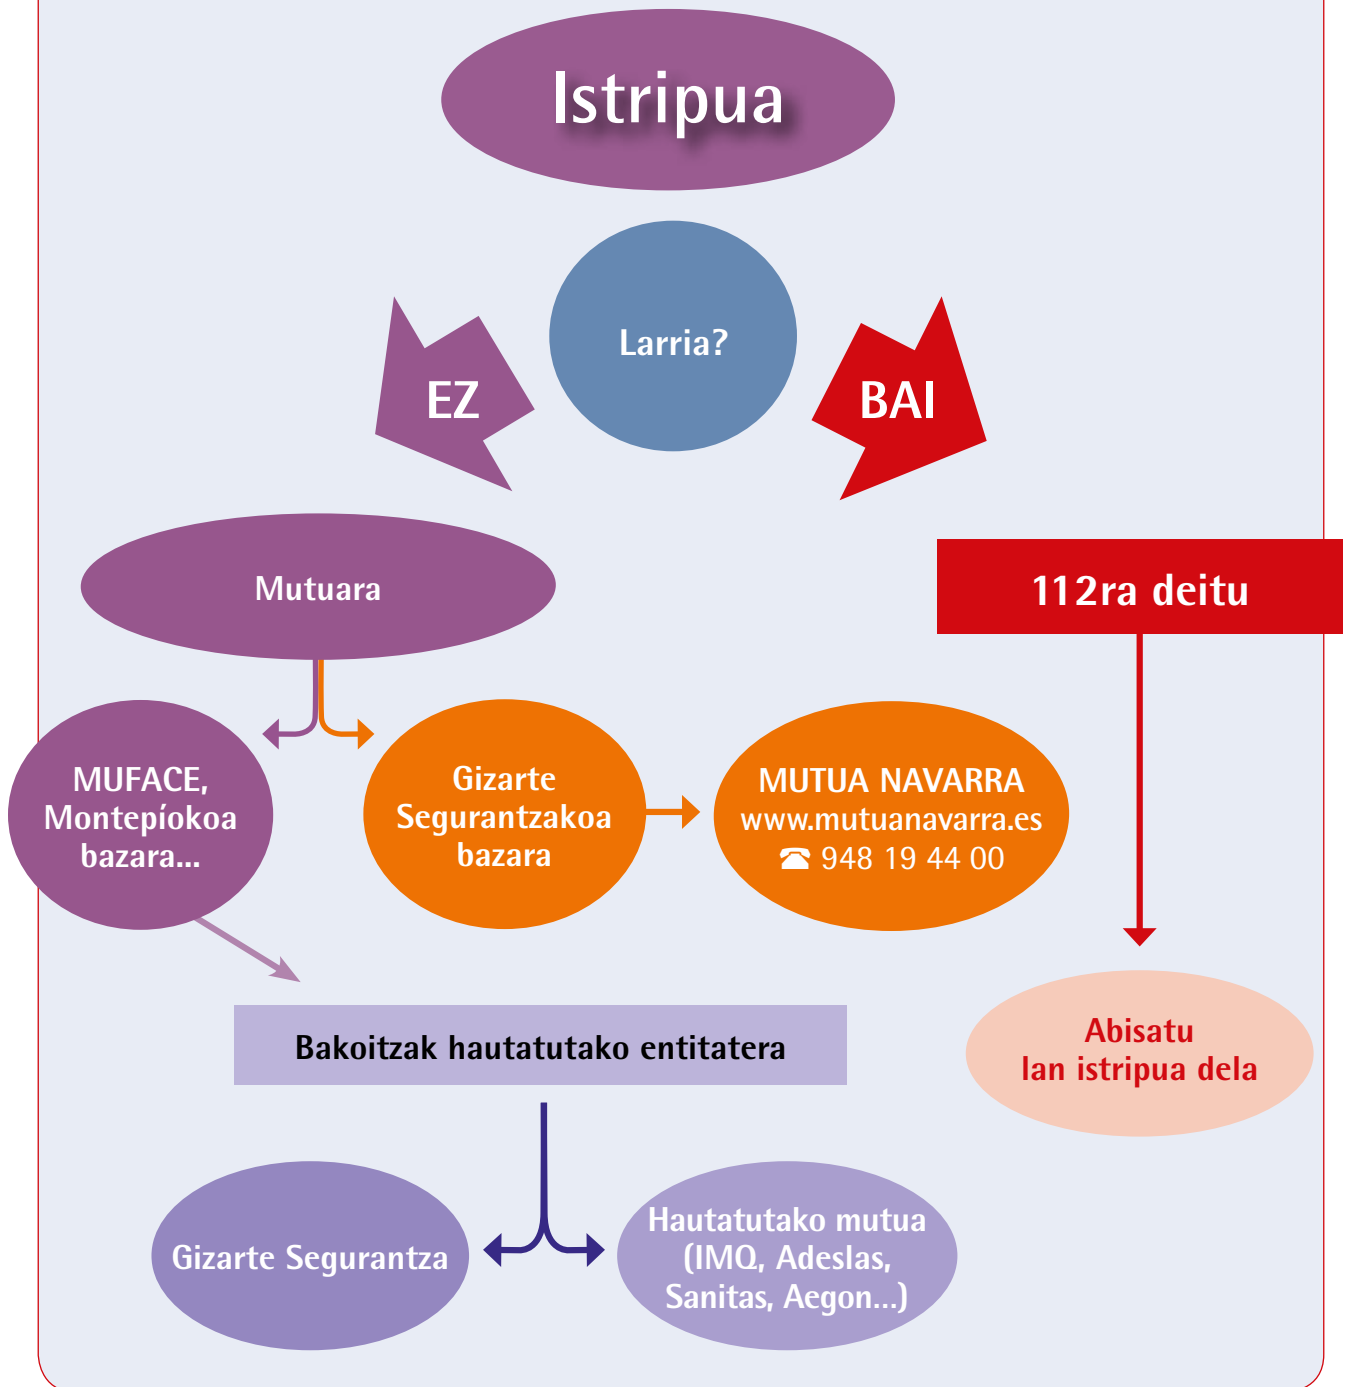 Istripua
Larria?
EZ
BAI
Mutuara
112ra deitu
MUFACE,
Montepíokoa
bazara...
Gizarte
Segurantzakoa
bazara
MUTUA NAVARRA
www.mutuanavarra.es
☎ 948 19 44 00
Bakoitzak hautatutako entitatera
Abisatu
lan istripua dela
Gizarte Segurantza
Hautatutako mutua
(IMQ, Adeslas,
Sanitas, Aegon...)